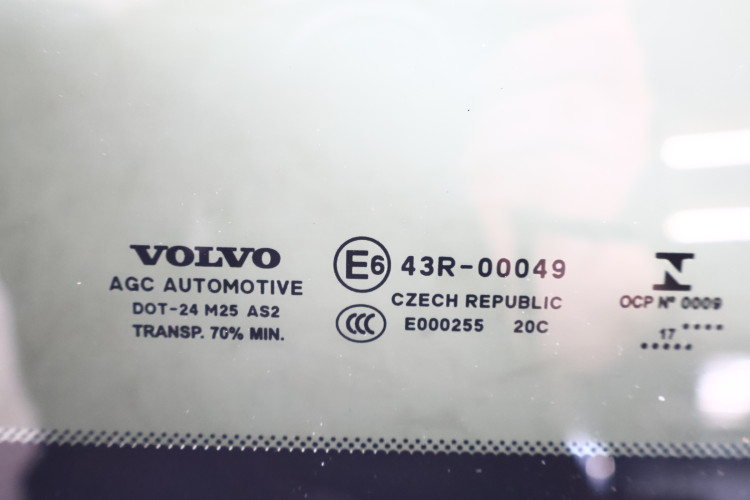 VOLVO
AGC AUTOMOTIVE
DOT-24 M25 AS2
TRANSP. 70% MIN.
E6 43R-00049
CZECH REPUBLIC
CCC E000255 20C
N
OCP Nº 0009
17